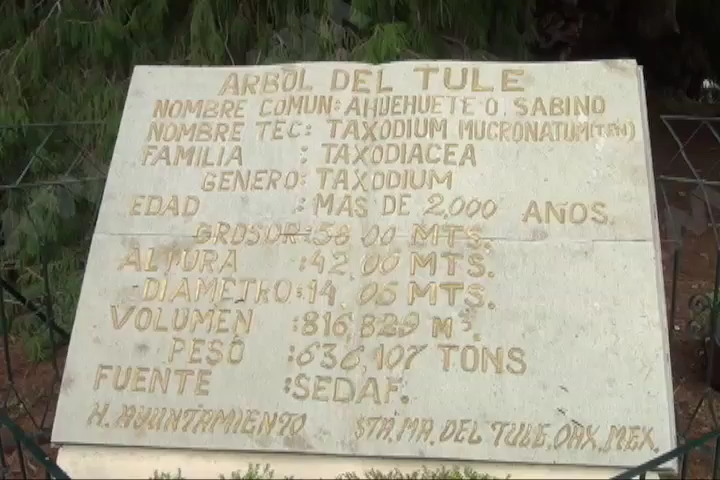 ARBOL DEL TULE
NOMBRE COMUN: AHUEHUETE O SABINO
NOMBRE TEC: TAXODIUM MUCRONATUM(TEN)
FAMILIA : TAXODIACEA
GENERO: TAXODIUM
EDAD : MAS DE 2,000 AÑOS.
GROSOR: 58 00 MTS.
ALTURA : 42.00 MTS.
DIAMETRO: 14 05 MTS.
VOLUMEN : 816,829 M³.
PESO : 636,107 TONS
FUENTE : SEDAF.
H. AYUNTAMIENTO STA. MA. DEL TULE, OAX. MEX.